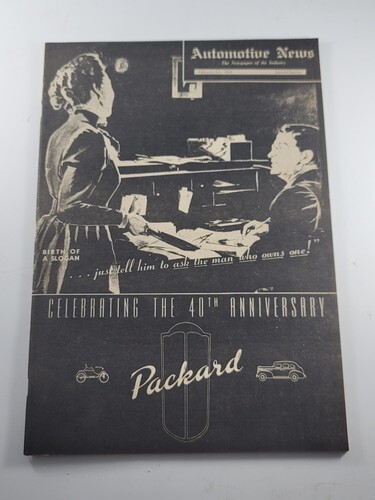 Automotive News
The Newspaper of the Industry
BIRTH OF
A SLOGAN
. . . just tell him to ask the man who owns one!"
CELEBRATING THE 40TH ANNIVERSARY
Packard